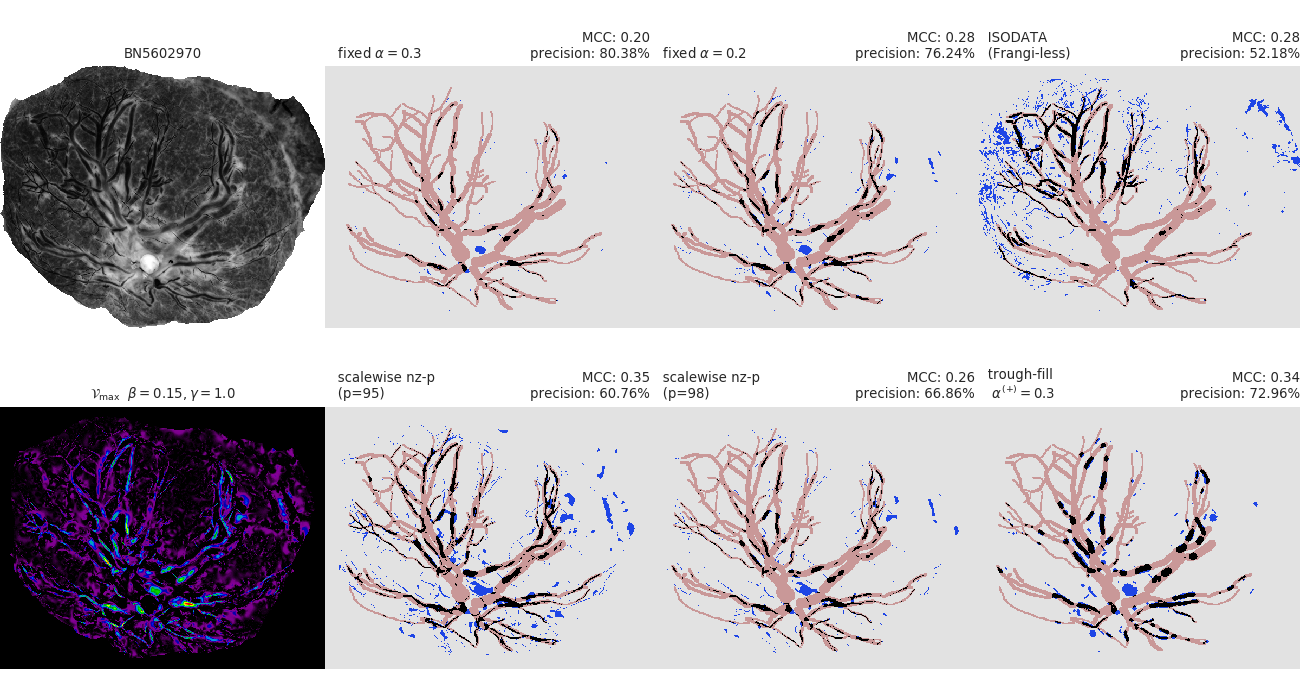 BN5602970
fixed α = 0.3
MCC: 0.20
precision: 80.38%
fixed α = 0.2
MCC: 0.28
precision: 76.24%
ISODATA
(Frangi-less)
MCC: 0.28
precision: 52.18%
𝒱max β = 0.15, γ = 1.0
scalewise nz-p
(p=95)
MCC: 0.35
precision: 60.76%
scalewise nz-p
(p=98)
MCC: 0.26
precision: 66.86%
trough-fill
α(+) = 0.3
MCC: 0.34
precision: 72.96%